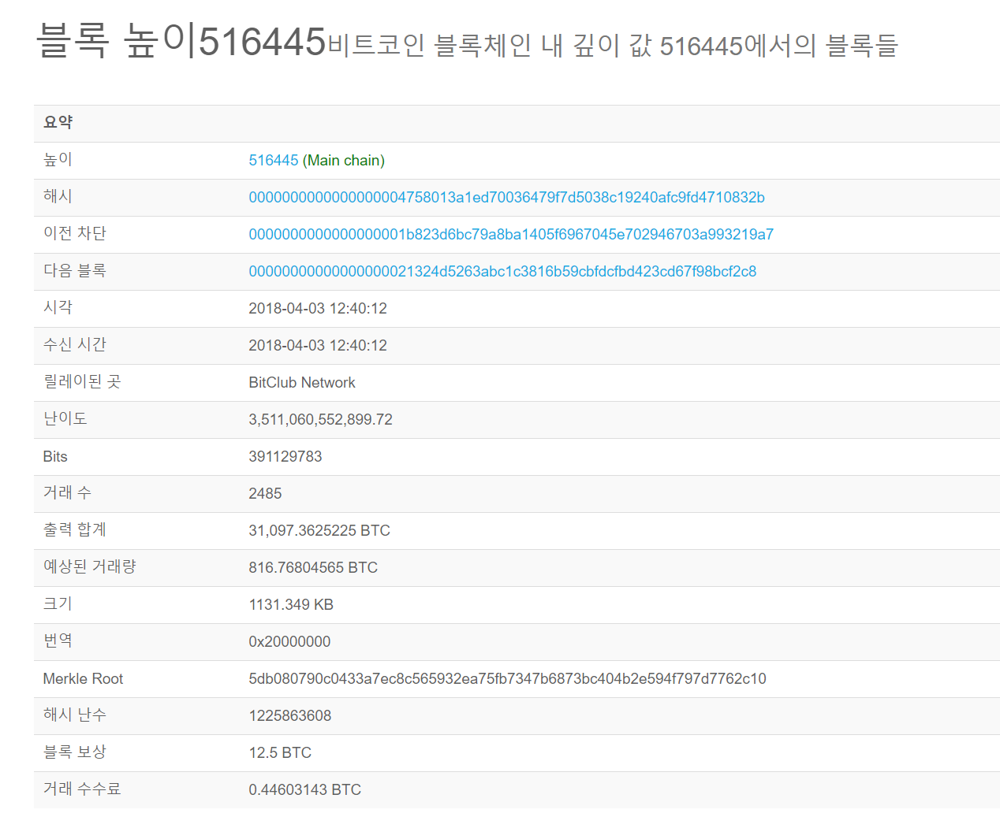 블록 높이516445비트코인 블록체인 내 깊이 값 516445에서의 블록들
요약
높이 516445 (Main chain)
해시 0000000000000000004758013a1ed70036479f7d5038c19240afc9fd4710832b
이전 차단 0000000000000000001b823d6bc79a8ba1405f6967045e702946703a993219a7
다음 블록 00000000000000000021324d5263abc1c3816b59cbfdcfbd423cd67f98bcf2c8
시각 2018-04-03 12:40:12
수신 시간 2018-04-03 12:40:12
릴레이된 곳 BitClub Network
난이도 3,511,060,552,899.72
Bits 391129783
거래 수 2485
출력 합계 31,097.3625225 BTC
예상된 거래량 816.76804565 BTC
크기 1131.349 KB
번역 0x20000000
Merkle Root 5db080790c0433a7ec8c565932ea75fb7347b6873bc404b2e594f797d7762c10
해시 난수 1225863608
블록 보상 12.5 BTC
거래 수수료 0.44603143 BTC